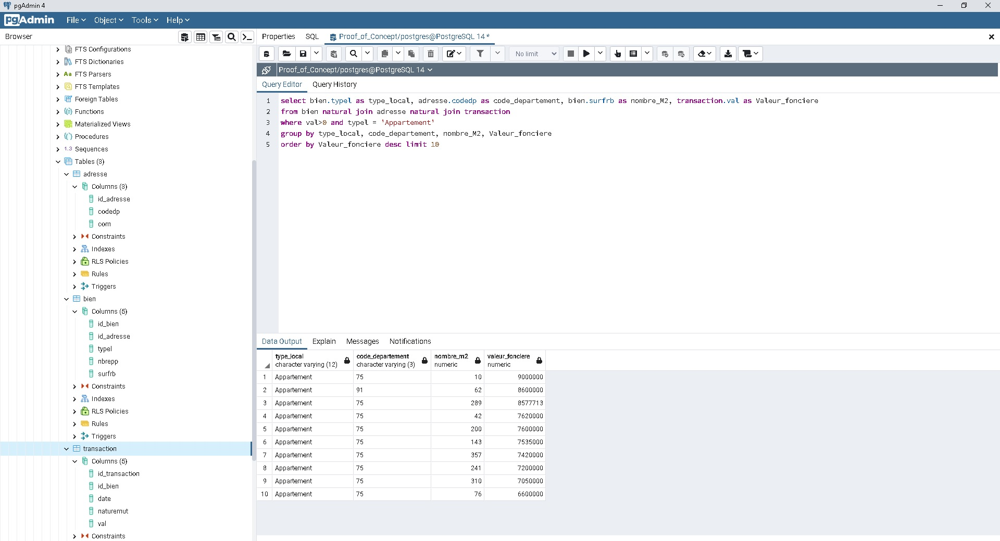 pgAdmin 4
pgAdmin File Object Tools Help
Browser
Properties SQL Proof_of_Concept/postgres@PostgreSQL 14 *
No limit
Proof_of_Concept/postgres@PostgreSQL 14
Query Editor Query History
FTS Configurations
FTS Dictionaries
Aa FTS Parsers
FTS Templates
Foreign Tables
Functions
Materialized Views
Procedures
1.3 Sequences
Tables (3)
adresse
Columns (3)
id_adresse
codedp
com
Constraints
Indexes
RLS Policies
Rules
Triggers
bien
Columns (5)
id_bien
id_adresse
typel
nbrepp
surfrb
Constraints
Indexes
RLS Policies
Rules
Triggers
transaction
Columns (5)
id_transaction
id_bien
date
naturemut
val
Constraints
1 select bien.typel as type_local, adresse.codedp as code_departement, bien.surfrb as nombre_M2, transaction.val as Valeur_fonciere
2 from bien natural join adresse natural join transaction
3 where val>0 and typel = 'Appartement'
4 group by type_local, code_departement, nombre_M2, Valeur_fonciere
5 order by Valeur_fonciere desc limit 10
Data Output Explain Messages Notifications
type_local code_departement nombre_m2 valeur_fonciere
character varying (12) character varying (3) numeric numeric
1 Appartement 75 10 9000000
2 Appartement 91 62 8600000
3 Appartement 75 289 8577713
4 Appartement 75 42 7620000
5 Appartement 75 200 7600000
6 Appartement 75 143 7535000
7 Appartement 75 357 7420000
8 Appartement 75 241 7200000
9 Appartement 75 310 7050000
10 Appartement 75 76 6600000